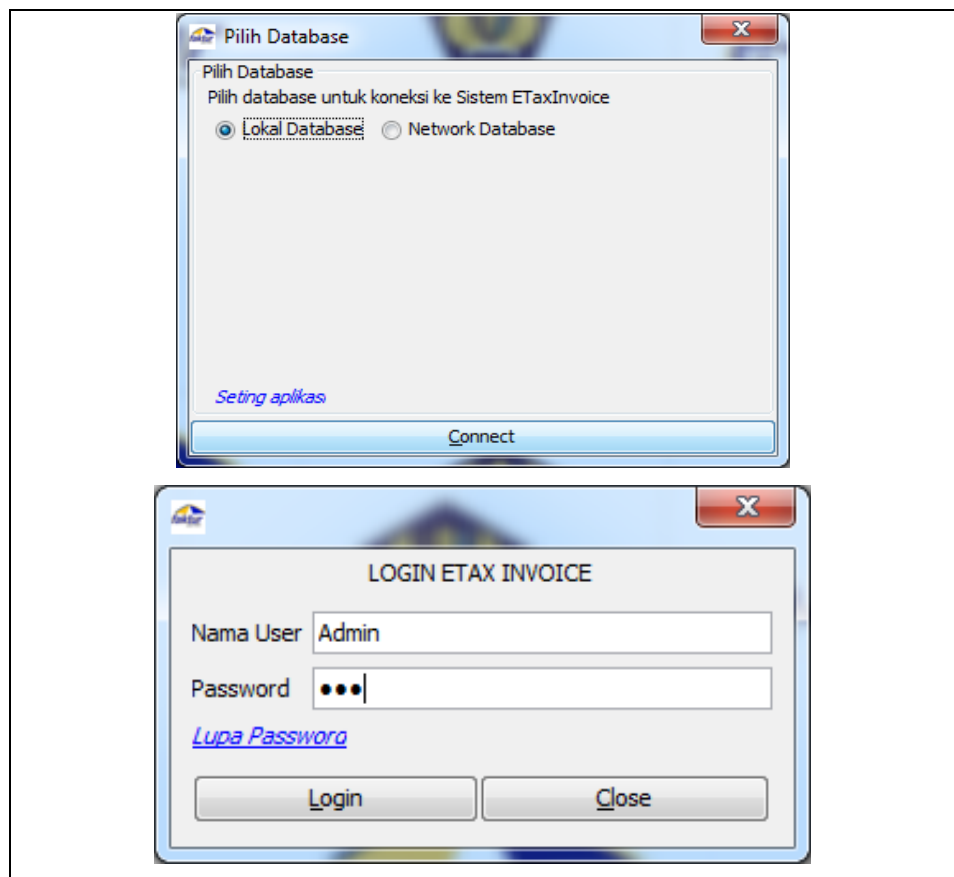 Pilih Database
Pilih Database
Pilih database untuk koneksi ke Sistem ETaxInvoice
Lokal Database Network Database
Seting aplikasi
Connect
LOGIN ETAX INVOICE
Nama User Admin
Password •••
Lupa Password
Login Close